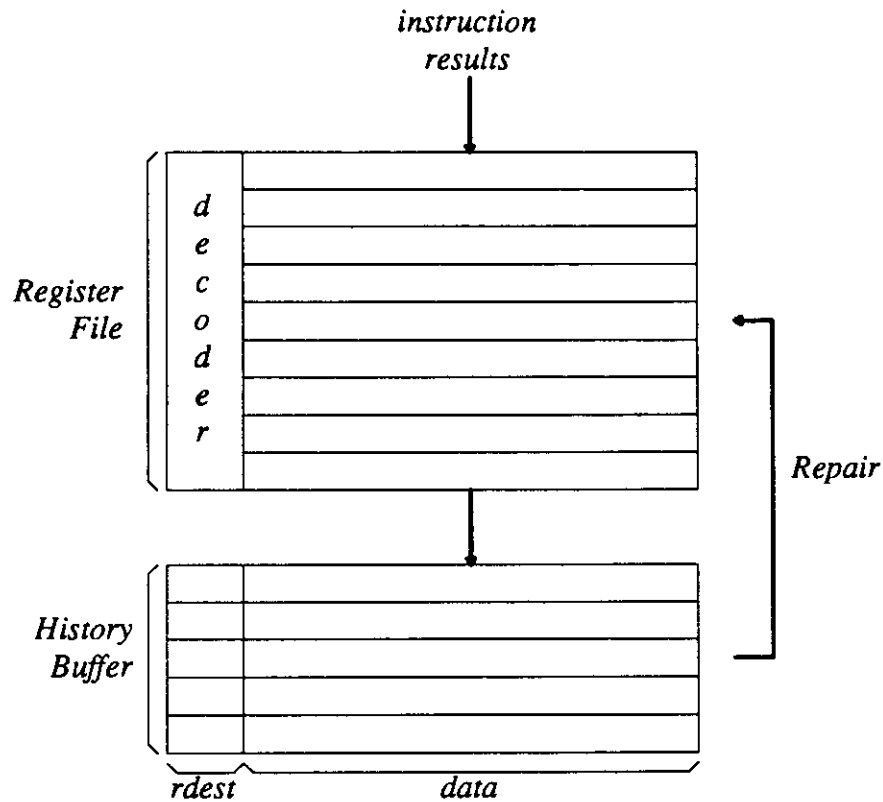 instruction
results
d
e
c
o
d
e
r
Register
File
Repair
History
Buffer
rdest
data